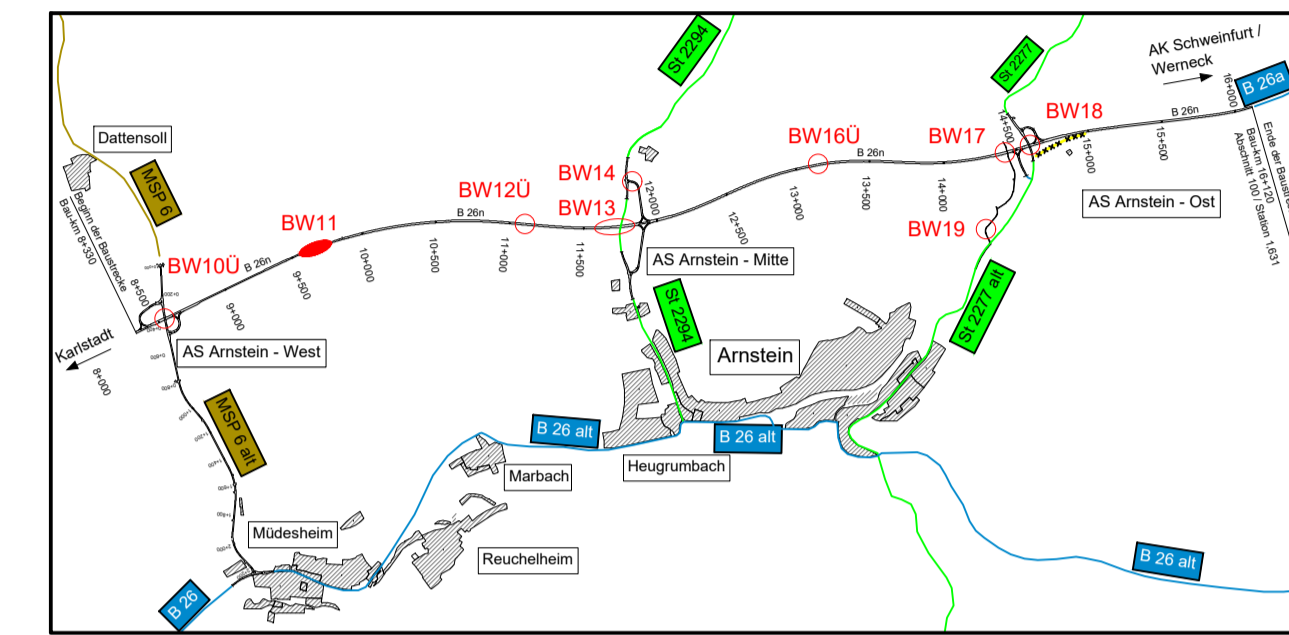 St 2294
St 2277
AK Schweinfurt /
Werneck
B 26a
16+000
Dattensoll
MSP 6
BW18
BW17
14+500
B 26n
15+500
15+000
Ende der Baustre
Bau-km 16+120
Abschnitt 100 / Station 1,631
BW16Ü
B 26n
BW14
12+000
BW12Ü
B 26n
BW13
13+000
13+500
14+000
AS Arnstein - Ost
Beginn der Baustrecke
Bau-km 8+330
BW11
BW19
12+500
BW10Ü
B 26n
10+000
10+500
11+000
11+500
AS Arnstein - Mitte
8+500
9+000
9+500
St 2294
St 2277 alt
Karlstadt
8+000
AS Arnstein - West
Arnstein
MSP 6 alt
B 26 alt
B 26 alt
Heugrumbach
Marbach
Müdesheim
Reuchelheim
B 26 alt
B 26